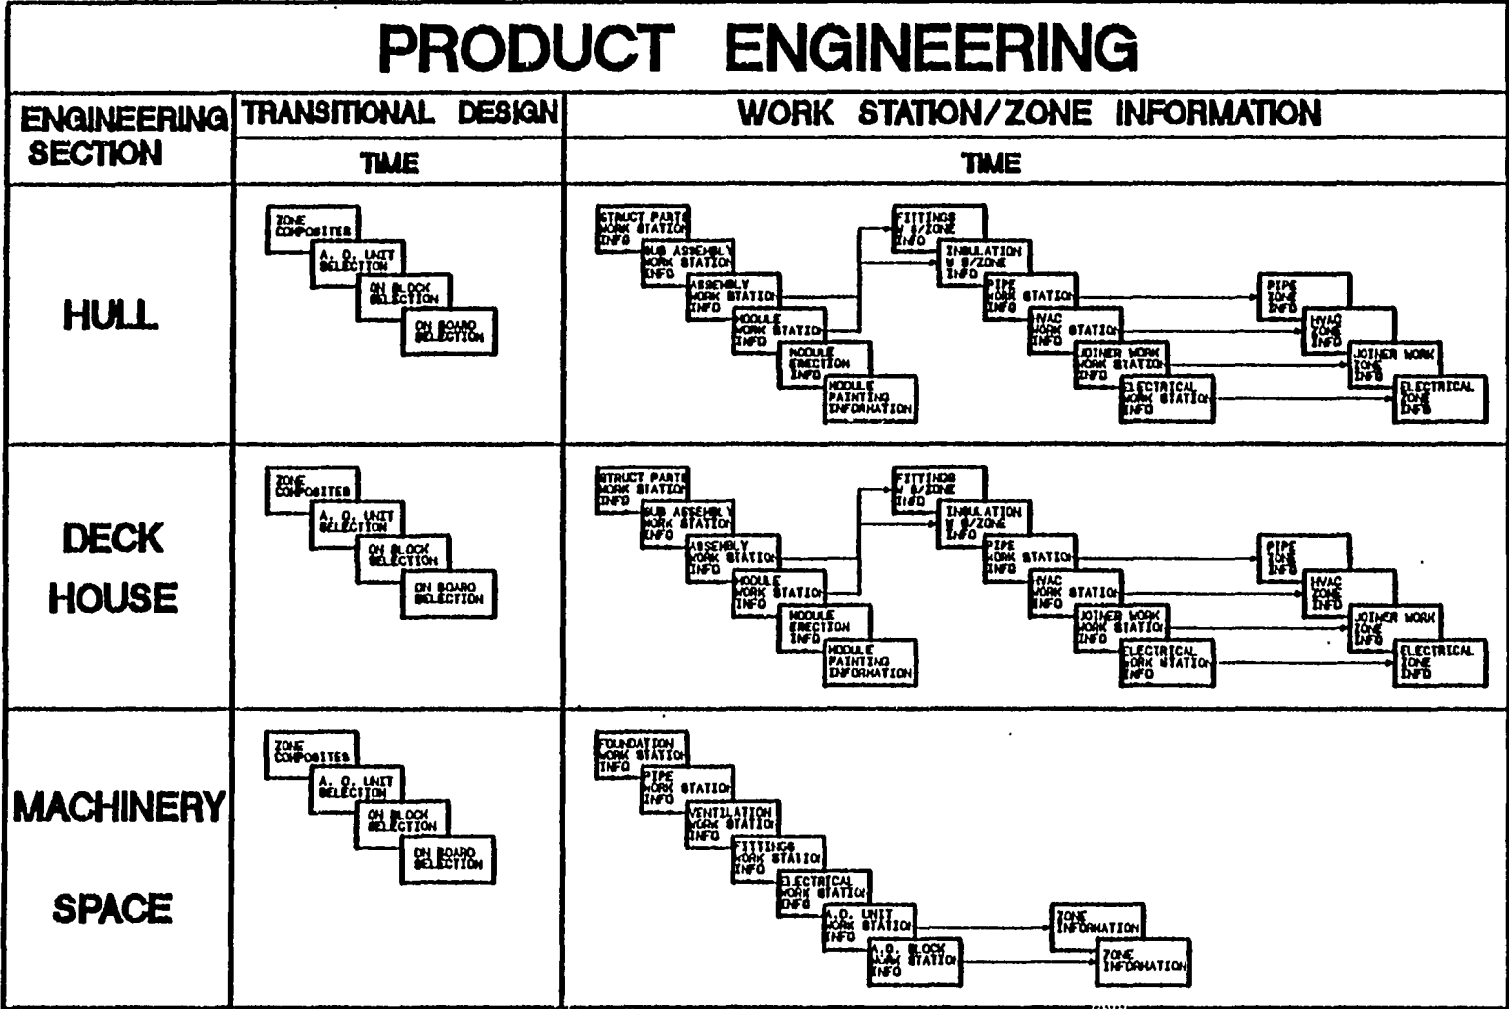 PRODUCT ENGINEERING
ENGINEERING
SECTION
TRANSITIONAL DESIGN
WORK STATION/ZONE INFORMATION
TIME
TIME
HULL
ZONE
COMPOSITES
A. O. UNIT
SELECTION
ON BLOCK
SELECTION
ON BOARD
SELECTION
STRUCT PARTS
WORK STATION
INFO
SUB ASSEMBLY
WORK STATION
INFO
ASSEMBLY
WORK STATION
INFO
MODULE
WORK STATION
INFO
MODULE
ERECTION
INFO
MODULE
PAINTING
INFORMATION
FITTINGS
W S/ZONE
INFO
INSULATION
W S/ZONE
INFO
PIPE
WORK STATION
INFO
HVAC
WORK STATION
INFO
JOINER WORK
WORK STATION
INFO
ELECTRICAL
WORK STATION
INFO
PIPE
ZONE
INFO
HVAC
ZONE
INFO
JOINER WORK
ZONE
INFO
ELECTRICAL
ZONE
INFO
DECK
HOUSE
ZONE
COMPOSITES
A. O. UNIT
SELECTION
ON BLOCK
SELECTION
ON BOARD
SELECTION
STRUCT PARTS
WORK STATION
INFO
SUB ASSEMBLY
WORK STATION
INFO
ASSEMBLY
WORK STATION
INFO
MODULE
WORK STATION
INFO
MODULE
ERECTION
INFO
MODULE
PAINTING
INFORMATION
FITTINGS
W S/ZONE
INFO
INSULATION
W S/ZONE
INFO
PIPE
WORK STATION
INFO
HVAC
WORK STATION
INFO
JOINER WORK
WORK STATION
INFO
ELECTRICAL
WORK STATION
INFO
PIPE
ZONE
INFO
HVAC
ZONE
INFO
JOINER WORK
ZONE
INFO
ELECTRICAL
ZONE
INFO
MACHINERY
SPACE
ZONE
COMPOSITES
A. O. UNIT
SELECTION
ON BLOCK
SELECTION
ON BOARD
SELECTION
FOUNDATION
WORK STATION
INFO
PIPE
WORK STATION
INFO
VENTILATION
WORK STATION
INFO
FITTINGS
WORK STATION
INFO
ELECTRICAL
WORK STATION
INFO
A.O. UNIT
WORK STATION
INFO
A.O. BLOCK
WORK STATION
INFO
ZONE
INFORMATION
ZONE
INFORMATION